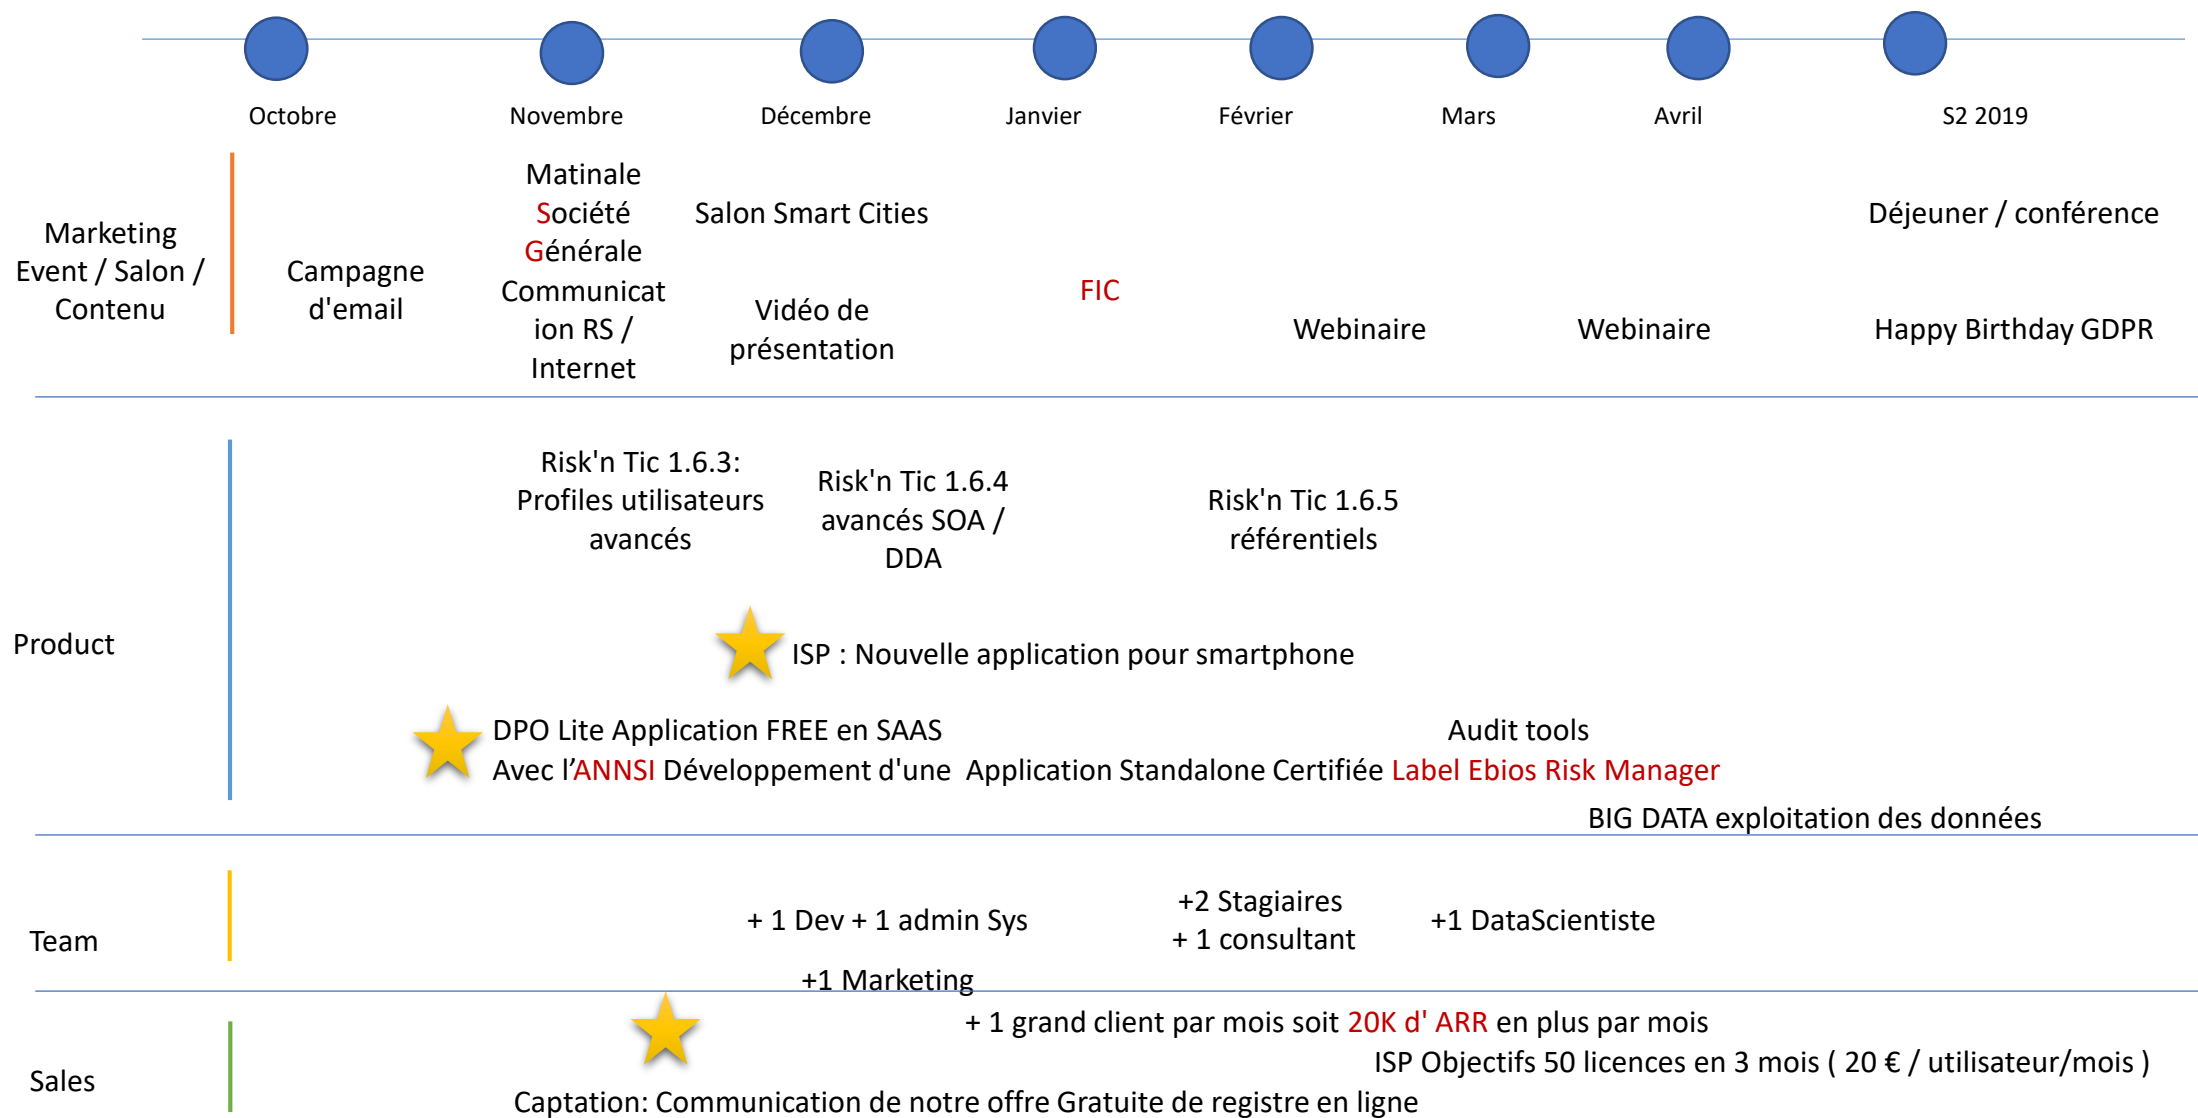 Octobre
Novembre
Décembre
Janvier
Février
Mars
Avril
S2 2019
Marketing
Event / Salon /
Contenu
Campagne
d'email
Matinale
Société
Générale
Communicat
ion RS /
Internet
Salon Smart Cities
Vidéo de
présentation
FIC
Webinaire
Webinaire
Déjeuner / conférence
Happy Birthday GDPR
Product
Risk'n Tic 1.6.3:
Profiles utilisateurs
avancés
Risk'n Tic 1.6.4
avancés SOA /
DDA
Risk'n Tic 1.6.5
référentiels
ISP : Nouvelle application pour smartphone
DPO Lite Application FREE en SAAS
Audit tools
Avec l’ANNSI Développement d'une  Application Standalone Certifiée Label Ebios Risk Manager
BIG DATA exploitation des données
Team
+ 1 Dev + 1 admin Sys
+1 Marketing
+2 Stagiaires
+ 1 consultant
+1 DataScientiste
Sales
+ 1 grand client par mois soit 20K d' ARR en plus par mois
ISP Objectifs 50 licences en 3 mois ( 20 € / utilisateur/mois )
Captation: Communication de notre offre Gratuite de registre en ligne